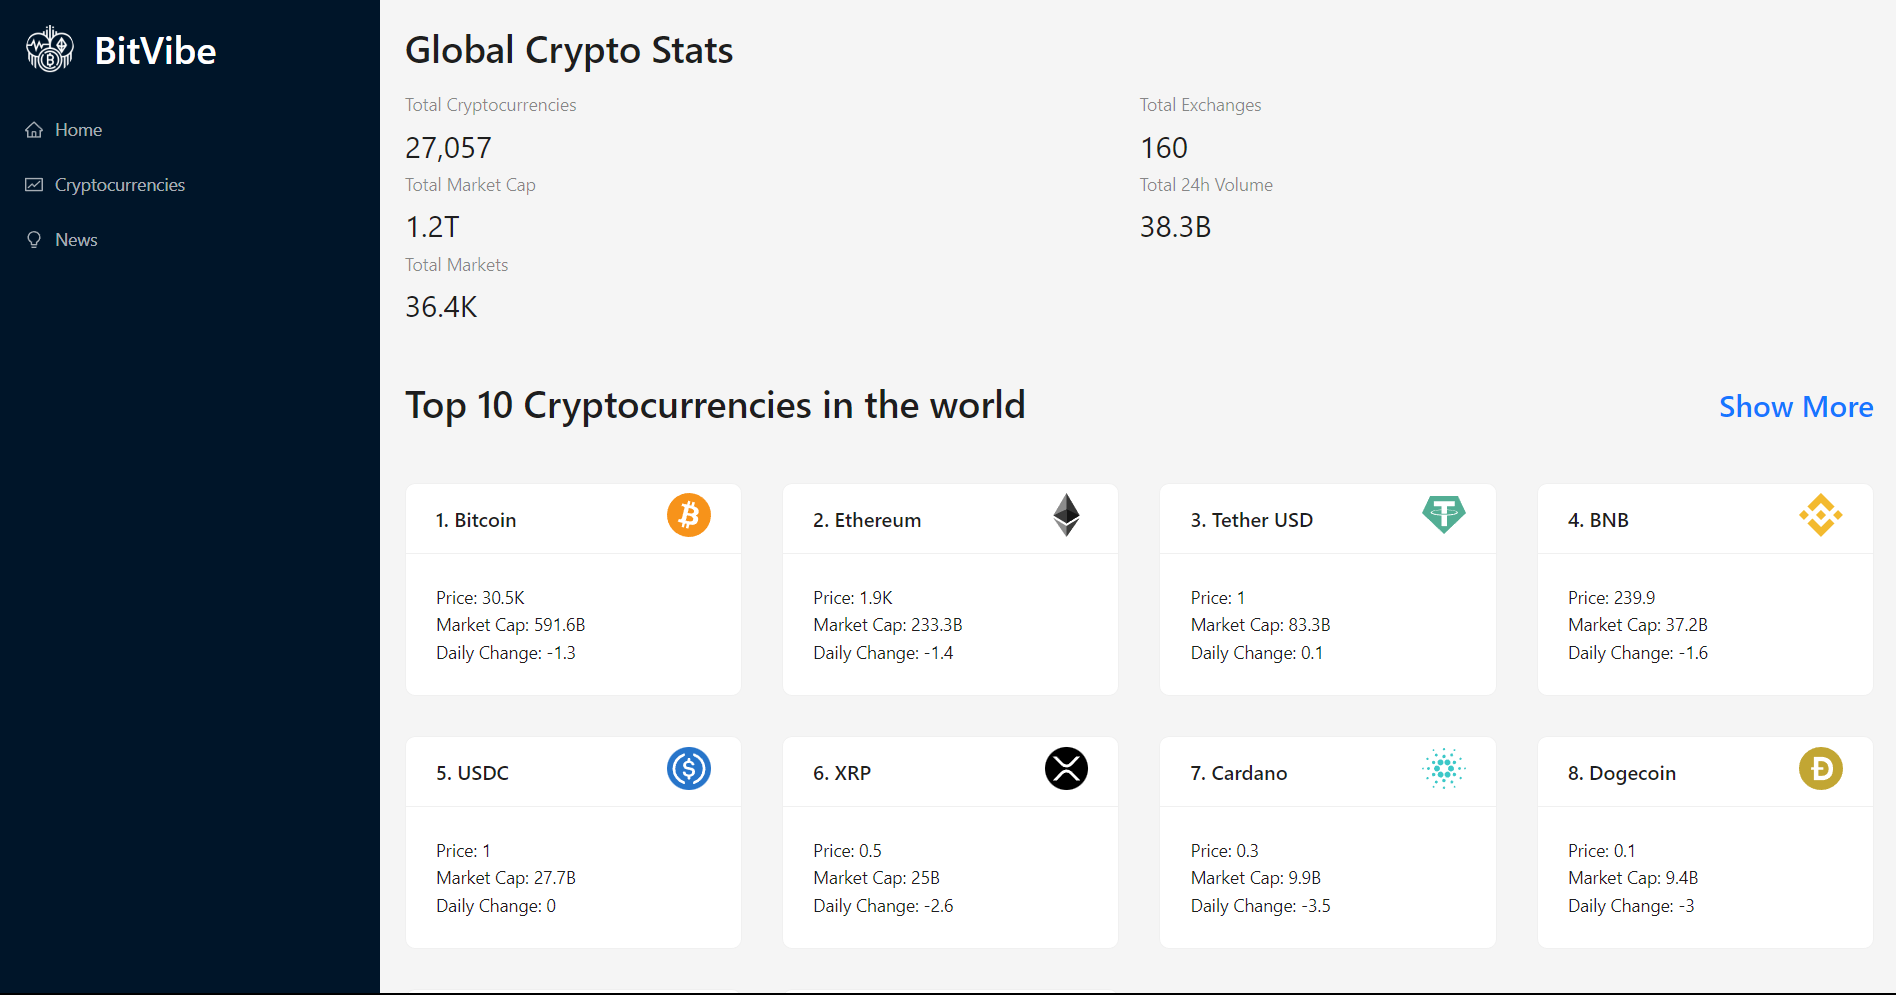 BitVibe
Home
Cryptocurrencies
News
Global Crypto Stats
Total Cryptocurrencies
27,057
Total Exchanges
160
Total Market Cap
1.2T
Total 24h Volume
38.3B
Total Markets
36.4K
Top 10 Cryptocurrencies in the world
Show More
1. Bitcoin
Price: 30.5K
Market Cap: 591.6B
Daily Change: -1.3
2. Ethereum
Price: 1.9K
Market Cap: 233.3B
Daily Change: -1.4
3. Tether USD
Price: 1
Market Cap: 83.3B
Daily Change: 0.1
4. BNB
Price: 239.9
Market Cap: 37.2B
Daily Change: -1.6
5. USDC
Price: 1
Market Cap: 27.7B
Daily Change: 0
6. XRP
Price: 0.5
Market Cap: 25B
Daily Change: -2.6
7. Cardano
Price: 0.3
Market Cap: 9.9B
Daily Change: -3.5
8. Dogecoin
Price: 0.1
Market Cap: 9.4B
Daily Change: -3